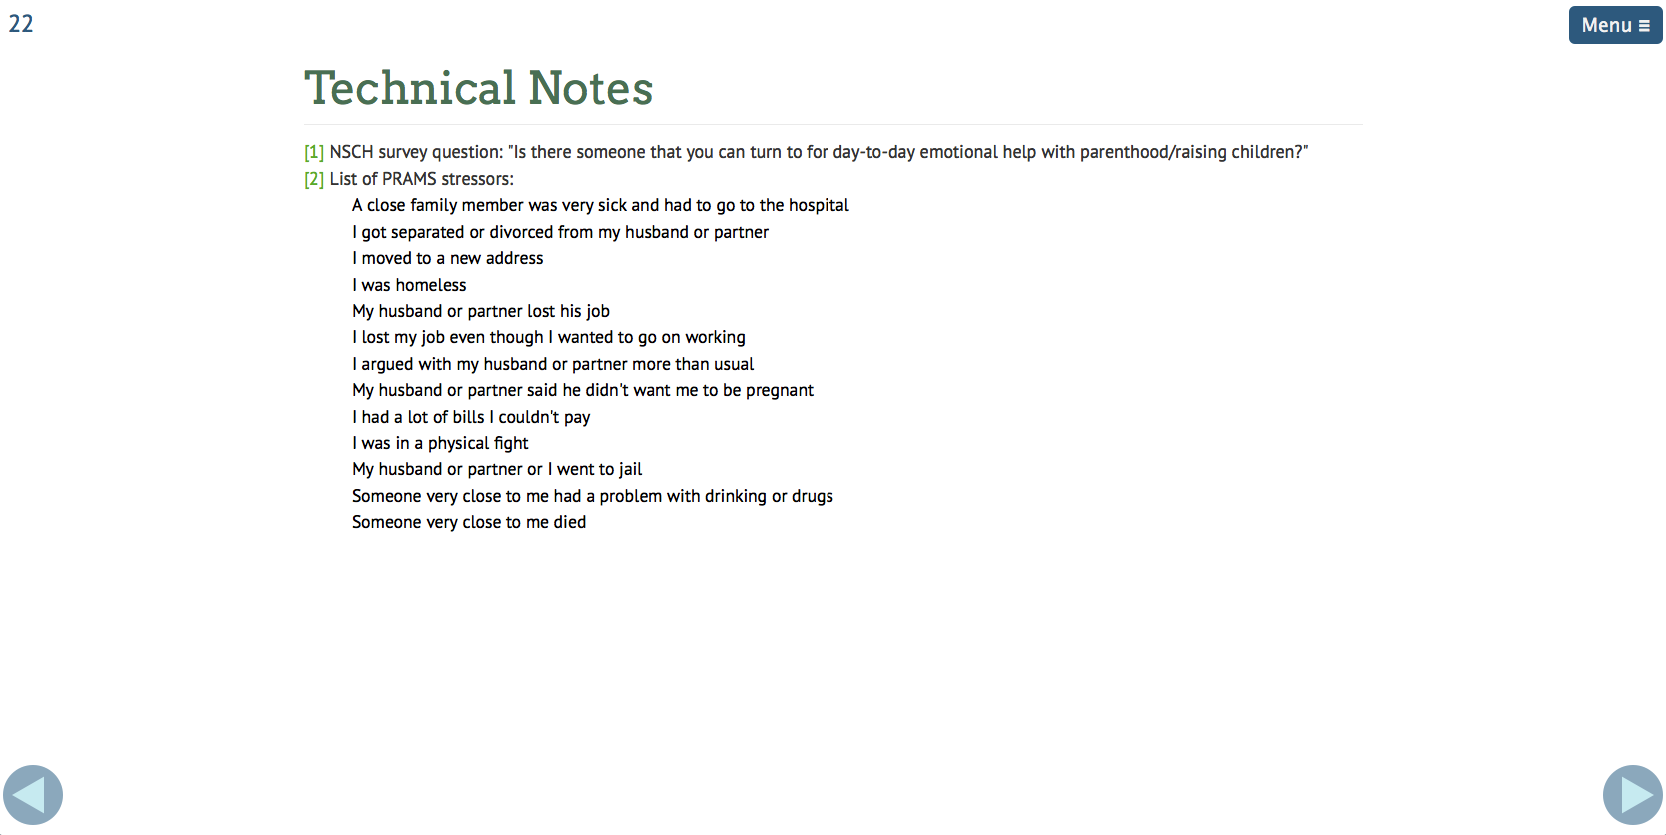 22
Menu
Technical Notes
[1] NSCH survey question: "Is there someone that you can turn to for day-to-day emotional help with parenthood/raising children?"
[2] List of PRAMS stressors:
A close family member was very sick and had to go to the hospital
I got separated or divorced from my husband or partner
I moved to a new address
I was homeless
My husband or partner lost his job
I lost my job even though I wanted to go on working
I argued with my husband or partner more than usual
My husband or partner said he didn't want me to be pregnant
I had a lot of bills I couldn't pay
I was in a physical fight
My husband or partner or I went to jail
Someone very close to me had a problem with drinking or drugs
Someone very close to me died